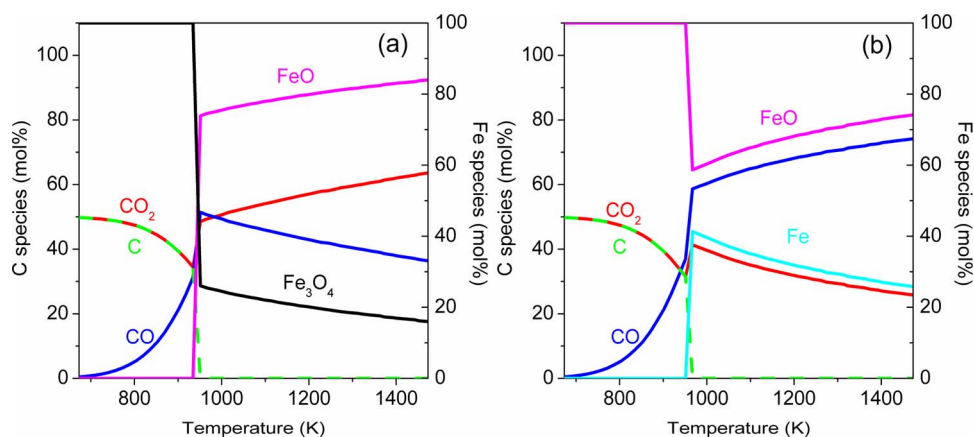 (a)
C species (mol%)
100
80
60
40
20
0
FeO
CO₂
C
Fe₃O₄
CO
100
80
60
40
20
0
Fe species (mol%)
800 1000 1200 1400
Temperature (K)
(b)
C species (mol%)
100
80
60
40
20
0
FeO
CO₂
C
Fe
CO
100
80
60
40
20
0
Fe species (mol%)
800 1000 1200 1400
Temperature (K)